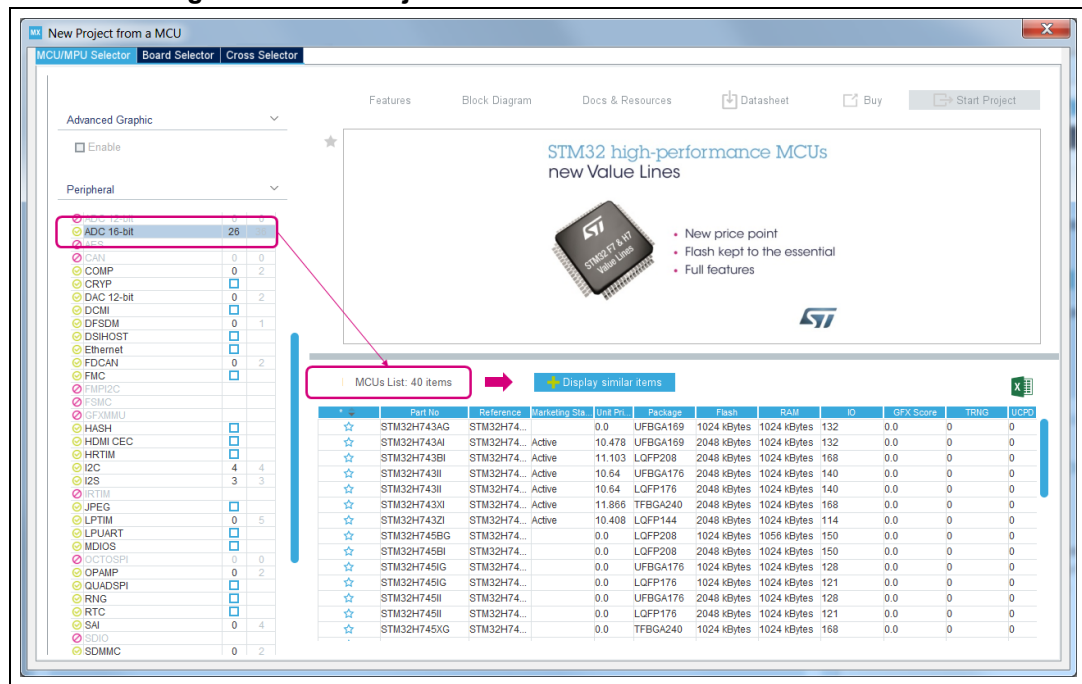 MX New Project from a MCU X
MCU/MPU Selector Board Selector Cross Selector
Features Block Diagram Docs & Resources Datasheet Buy Start Project
Advanced Graphic
Enable
Peripheral
ADC 12-bit 0 0
ADC 16-bit 26
AES
CAN 0 0
COMP 0 2
CRYP
DAC 12-bit 0 2
DCMI
DFSDM 0 1
DSIHOST
Ethernet
FDCAN 0 2
FMC
FMPI2C
FSMC
GFXMMU
HASH
HDMI CEC
HRTIM
I2C 4 4
I2S 3 3
IRTIM
JPEG
LPTIM 0 5
LPUART
MDIOS
OCTOSPI 0 0
OPAMP 0 2
QUADSPI
RNG
RTC
SAI 0 4
SDIO
SDMMC 0 2
STM32 high-performance MCUs
new Value Lines
STM32 F7 & H7
Value Lines
• New price point
• Flash kept to the essential
• Full features
MCUs List: 40 items
Display similar items
* Part No Reference Marketing Sta... Unit Pri... Package Flash RAM IO GFX Score TRNG UCPD
STM32H743AG STM32H74... 0.0 UFBGA169 1024 kBytes 1024 kBytes 132 0.0 0 0
STM32H743AI STM32H74... Active 10.478 UFBGA169 2048 kBytes 1024 kBytes 132 0.0 0 0
STM32H743BI STM32H74... Active 11.103 LQFP208 2048 kBytes 1024 kBytes 168 0.0 0 0
STM32H743II STM32H74... Active 10.64 UFBGA176 2048 kBytes 1024 kBytes 140 0.0 0 0
STM32H743II STM32H74... Active 10.64 LQFP176 2048 kBytes 1024 kBytes 140 0.0 0 0
STM32H743XI STM32H74... Active 11.866 TFBGA240 2048 kBytes 1024 kBytes 168 0.0 0 0
STM32H743ZI STM32H74... Active 10.408 LQFP144 2048 kBytes 1024 kBytes 114 0.0 0 0
STM32H745BG STM32H74... 0.0 LQFP208 1024 kBytes 1056 kBytes 150 0.0 0 0
STM32H745BI STM32H74... 0.0 LQFP208 2048 kBytes 1024 kBytes 150 0.0 0 0
STM32H745IG STM32H74... 0.0 UFBGA176 1024 kBytes 1024 kBytes 128 0.0 0 0
STM32H745IG STM32H74... 0.0 LQFP176 1024 kBytes 1024 kBytes 121 0.0 0 0
STM32H745II STM32H74... 0.0 UFBGA176 2048 kBytes 1024 kBytes 128 0.0 0 0
STM32H745II STM32H74... 0.0 LQFP176 2048 kBytes 1024 kBytes 121 0.0 0 0
STM32H745XG STM32H74... 0.0 TFBGA240 1024 kBytes 1024 kBytes 168 0.0 0 0